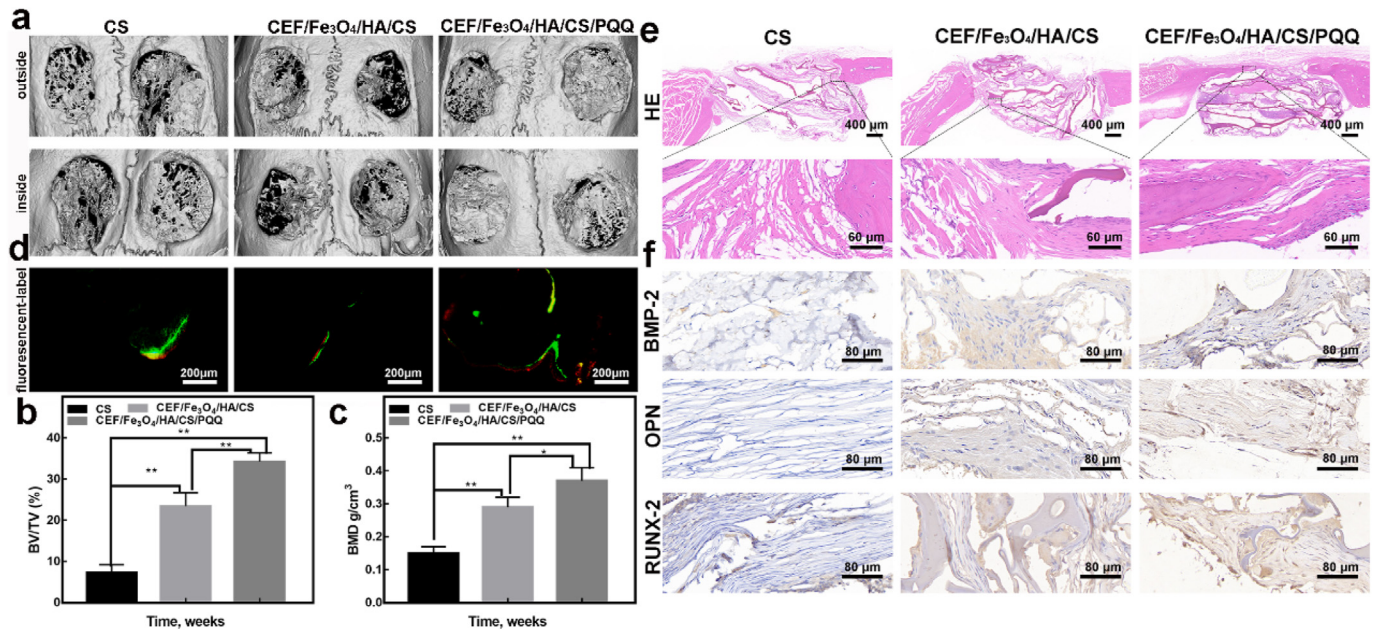 a
CS
CEF/Fe₃O₄/HA/CS
CEF/Fe₃O₄/HA/CS/PQQ
outside
inside
d
fluoresencent-label
200µm
200µm
200µm
b
CS
CEF/Fe₃O₄/HA/CS
CEF/Fe₃O₄/HA/CS/PQQ
BV/TV (%)
40
30
20
10
0
**
**
**
Time, weeks
c
CS
CEF/Fe₃O₄/HA/CS
CEF/Fe₃O₄/HA/CS/PQQ
BMD g/cm³
0.5
0.4
0.3
0.2
0.1
0.0
**
*
**
Time, weeks
e
CS
CEF/Fe₃O₄/HA/CS
CEF/Fe₃O₄/HA/CS/PQQ
HE
400 µm
400 µm
400 µm
60 µm
60 µm
60 µm
f
BMP-2
80 µm
80 µm
80 µm
OPN
80 µm
80 µm
80 µm
RUNX-2
80 µm
80 µm
80 µm